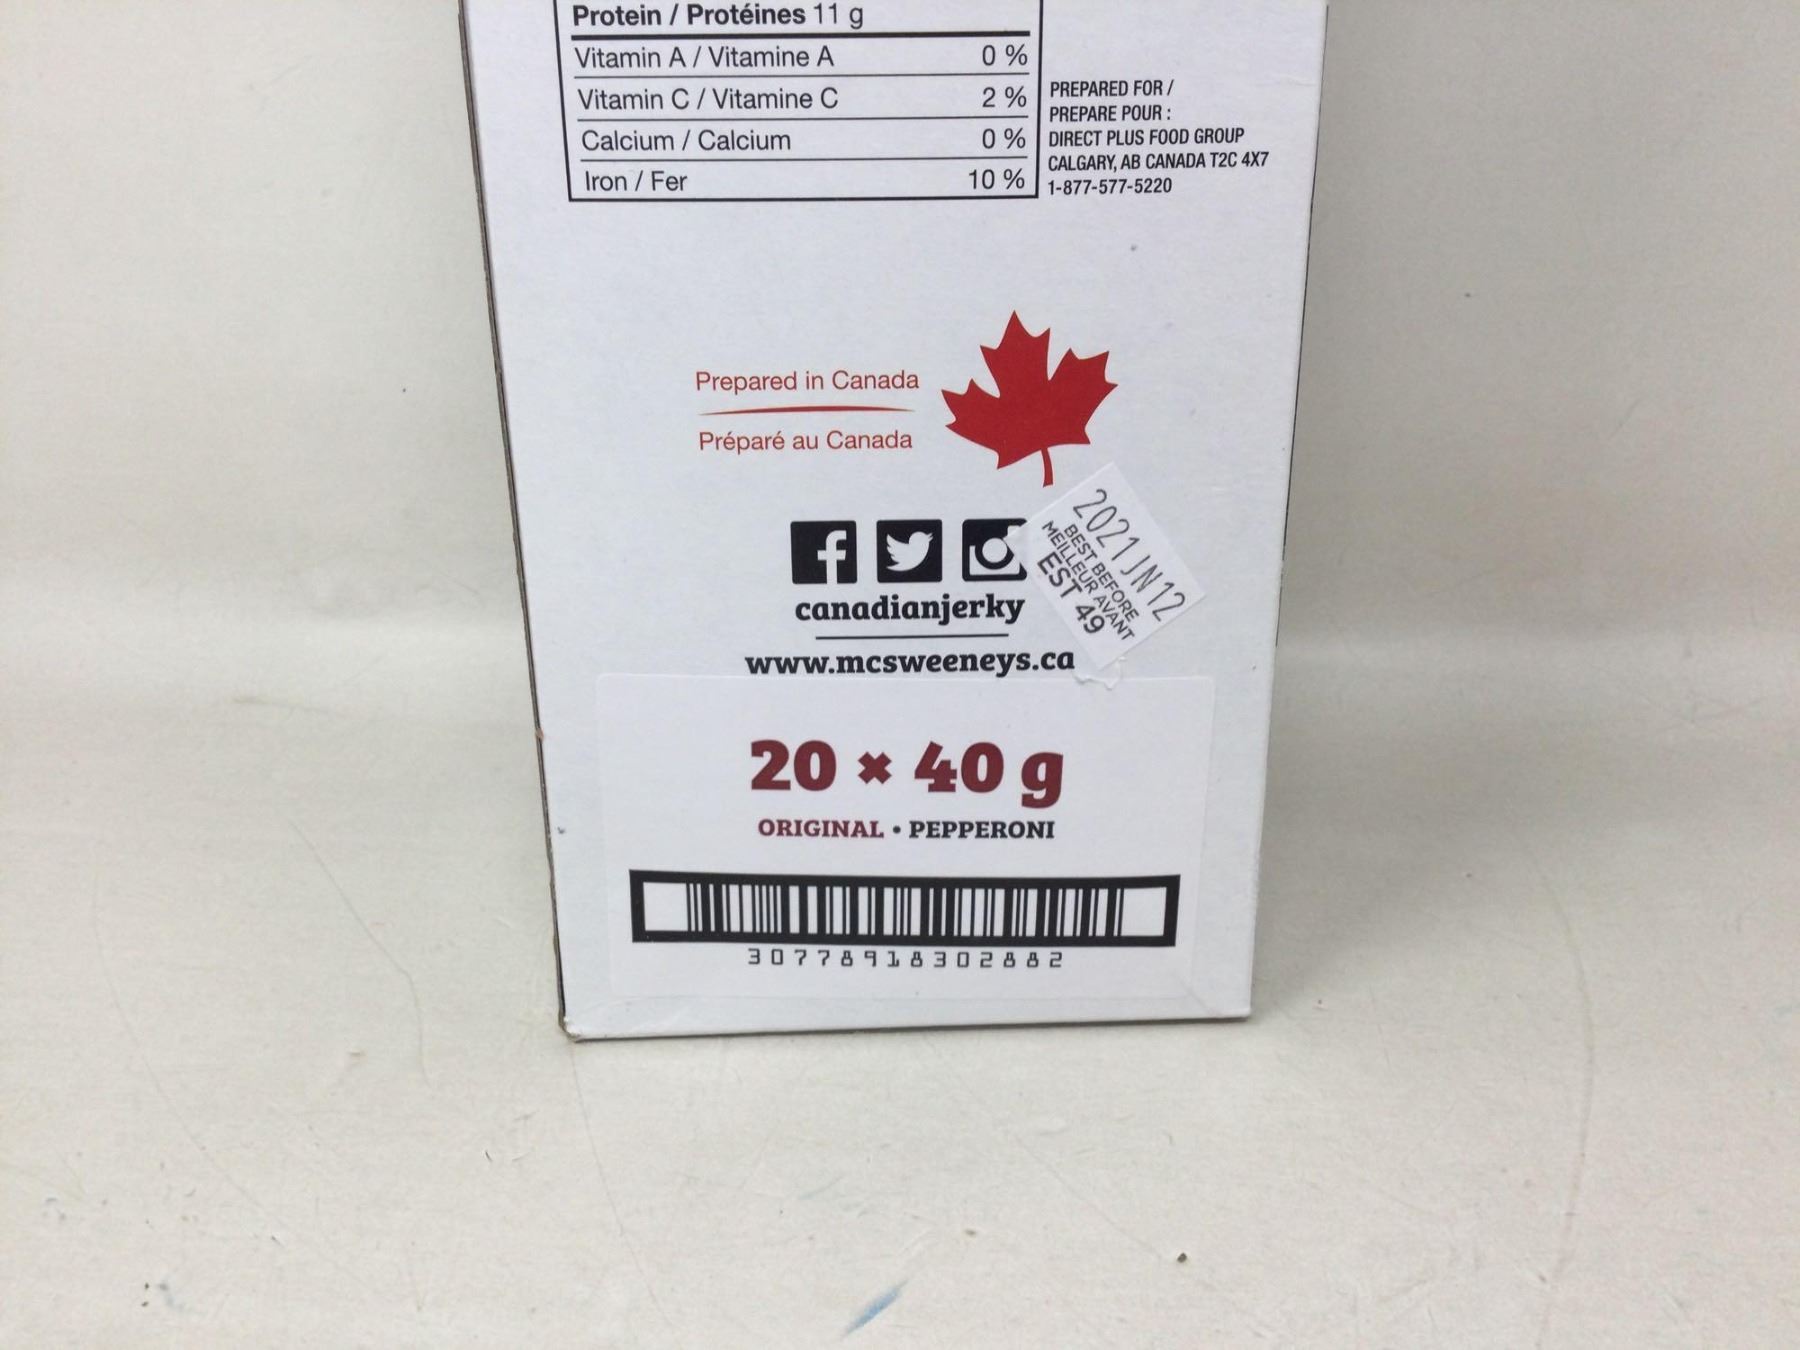 Protein / Protéines 11 g
Vitamin A / Vitamine A 0 %
Vitamin C / Vitamine C 2 %
Calcium / Calcium 0 %
Iron / Fer 10 %
PREPARED FOR /
PREPARE POUR :
DIRECT PLUS FOOD GROUP
CALGARY, AB CANADA T2C 4X7
1-877-577-5220
Prepared in Canada
Préparé au Canada
2021 JN 12
BEST BEFORE
MEILLEUR AVANT
EST 49
canadianjerky
www.mcsweeneys.ca
20 × 40 g
ORIGINAL • PEPPERONI
30778918302882